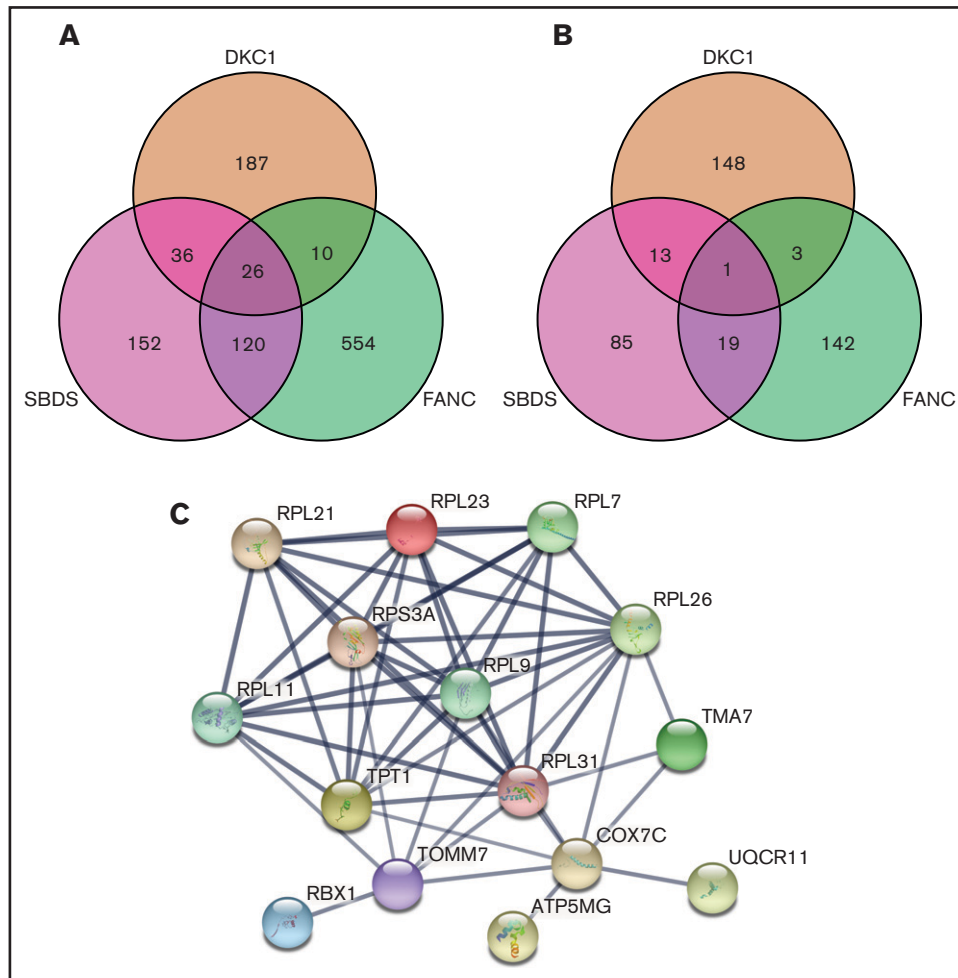 A
B
DKC1
DKC1
187
148
36
26
10
13
1
3
152
120
554
85
19
142
SBDS
FANC
SBDS
FANC
C
RPL21
RPL23
RPL7
RPS3A
RPL26
RPL9
RPL11
TMA7
TPT1
RPL31
COX7C
TOMM7
UQCR11
RBX1
ATP5MG